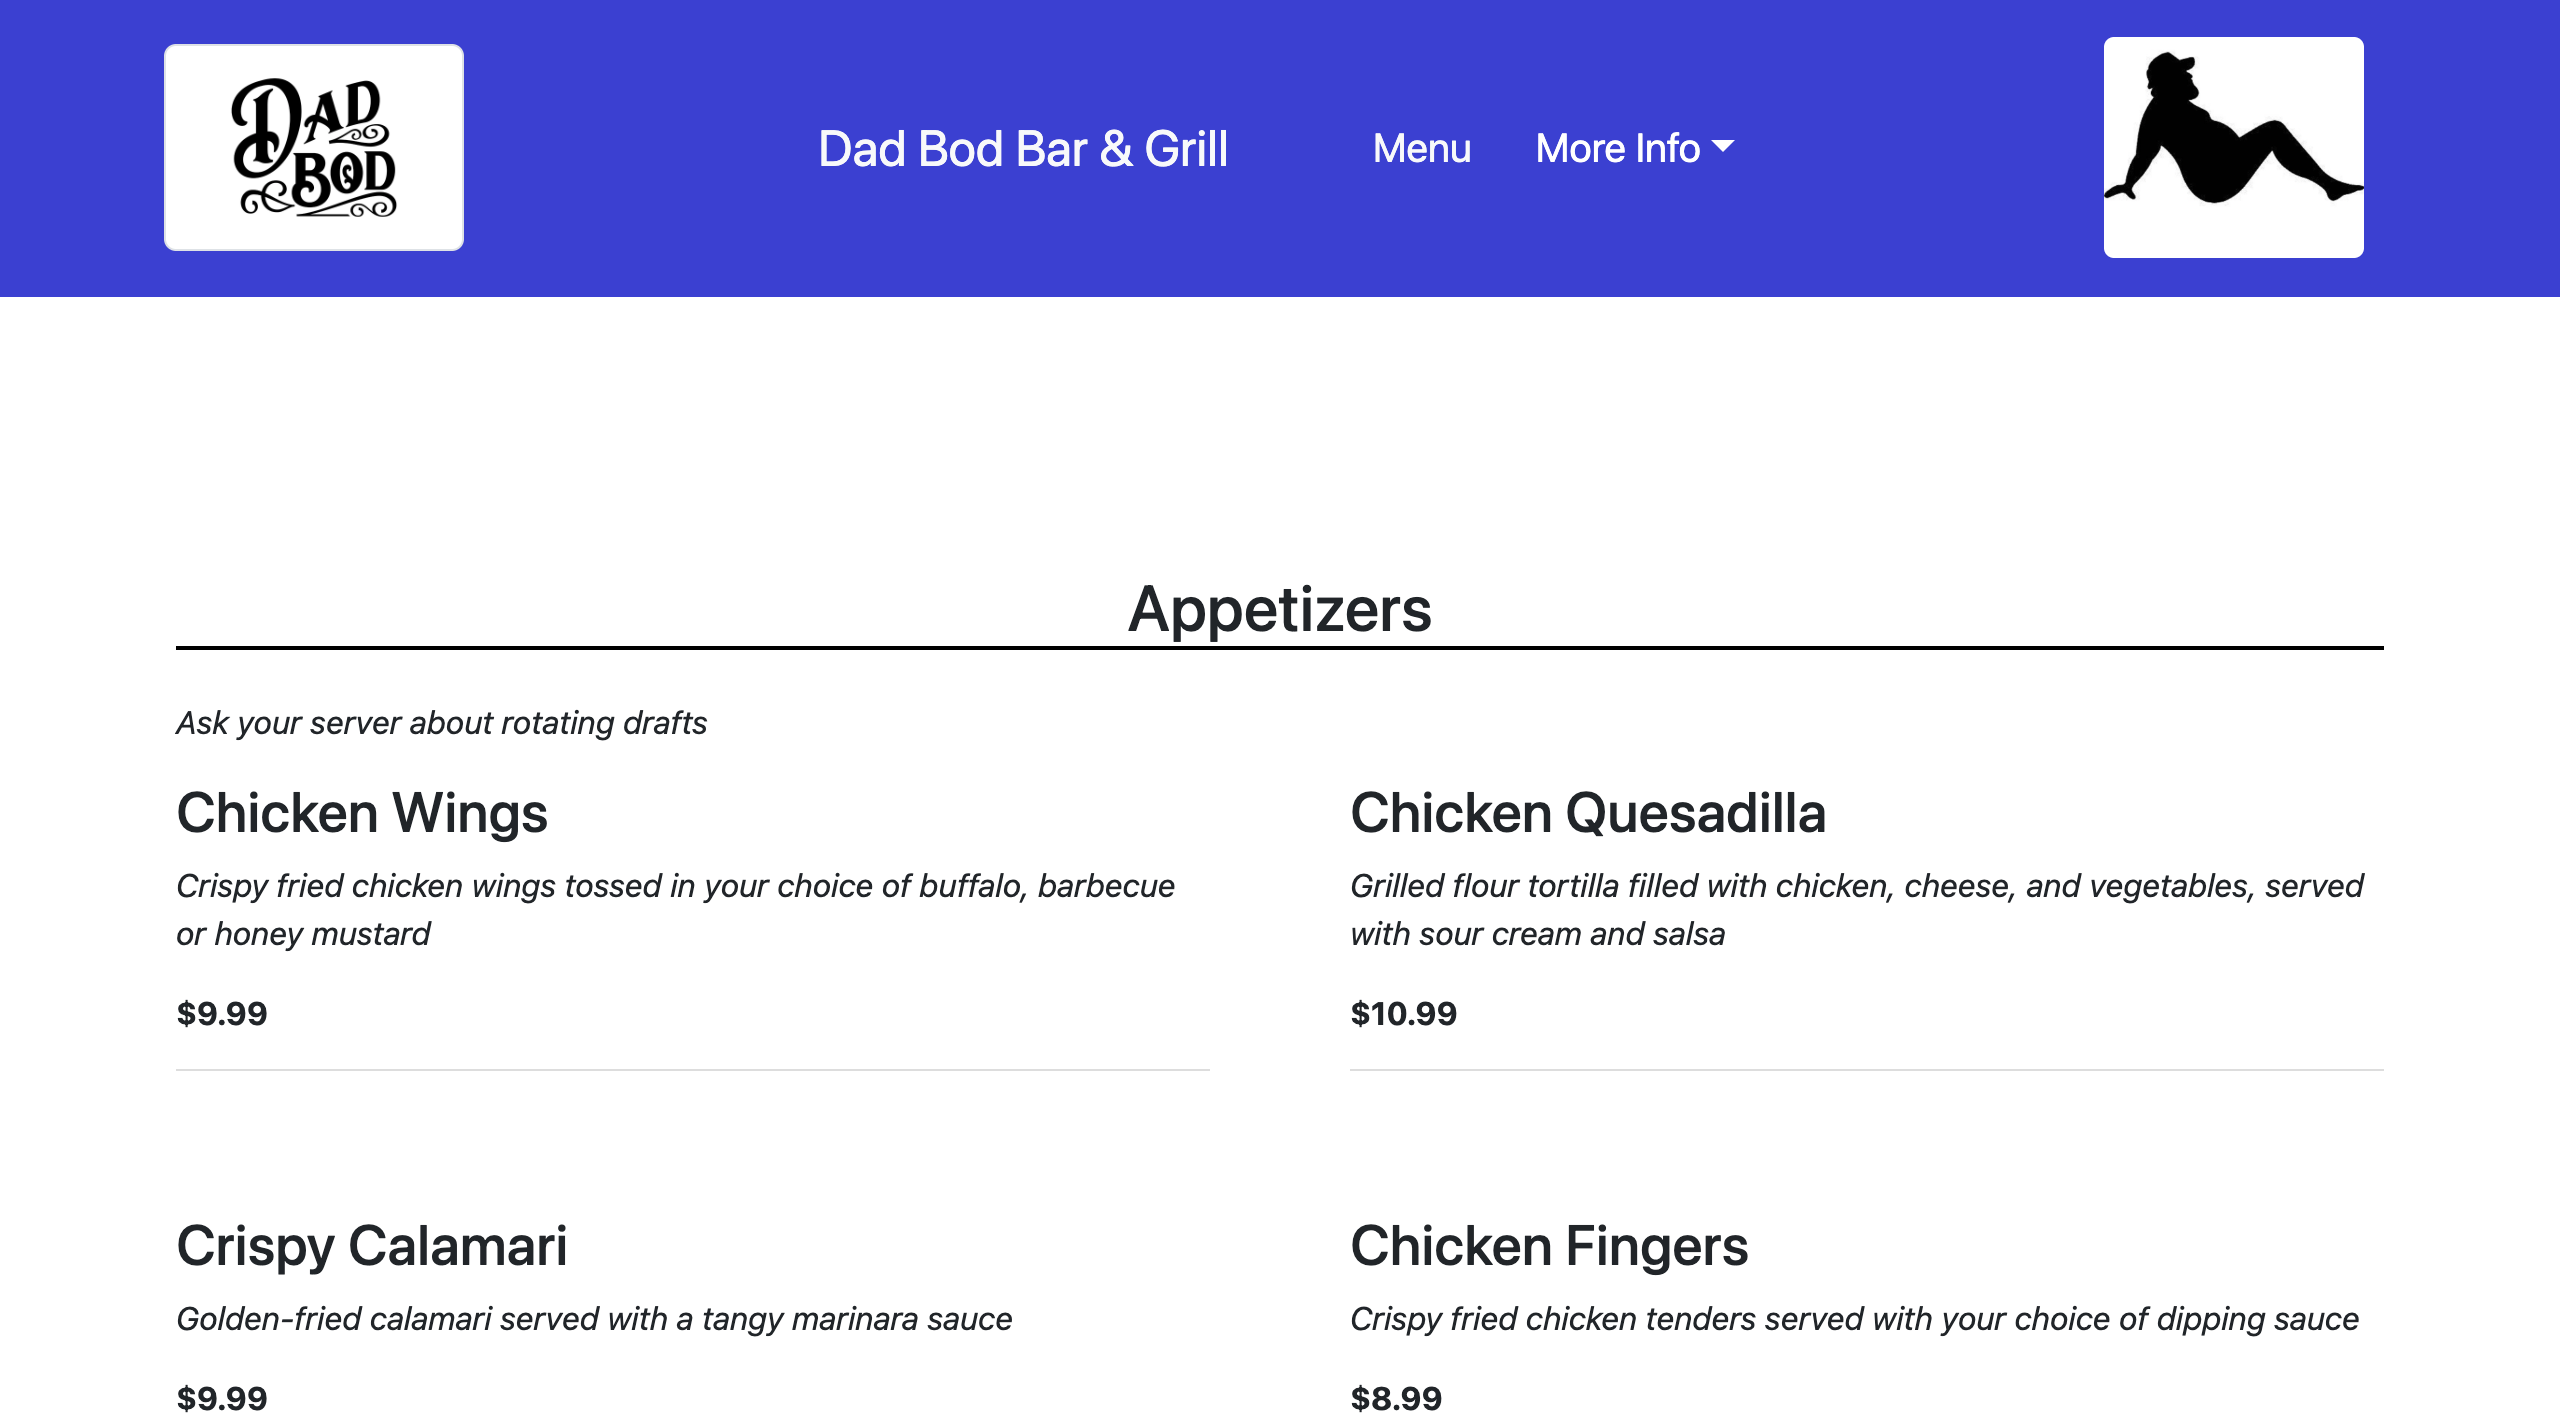 DAD
BOD
Dad Bod Bar & Grill
Menu
More Info
Appetizers
Ask your server about rotating drafts
Chicken Wings
Crispy fried chicken wings tossed in your choice of buffalo, barbecue
or honey mustard
$9.99
Chicken Quesadilla
Grilled flour tortilla filled with chicken, cheese, and vegetables, served
with sour cream and salsa
$10.99
Crispy Calamari
Golden-fried calamari served with a tangy marinara sauce
$9.99
Chicken Fingers
Crispy fried chicken tenders served with your choice of dipping sauce
$8.99